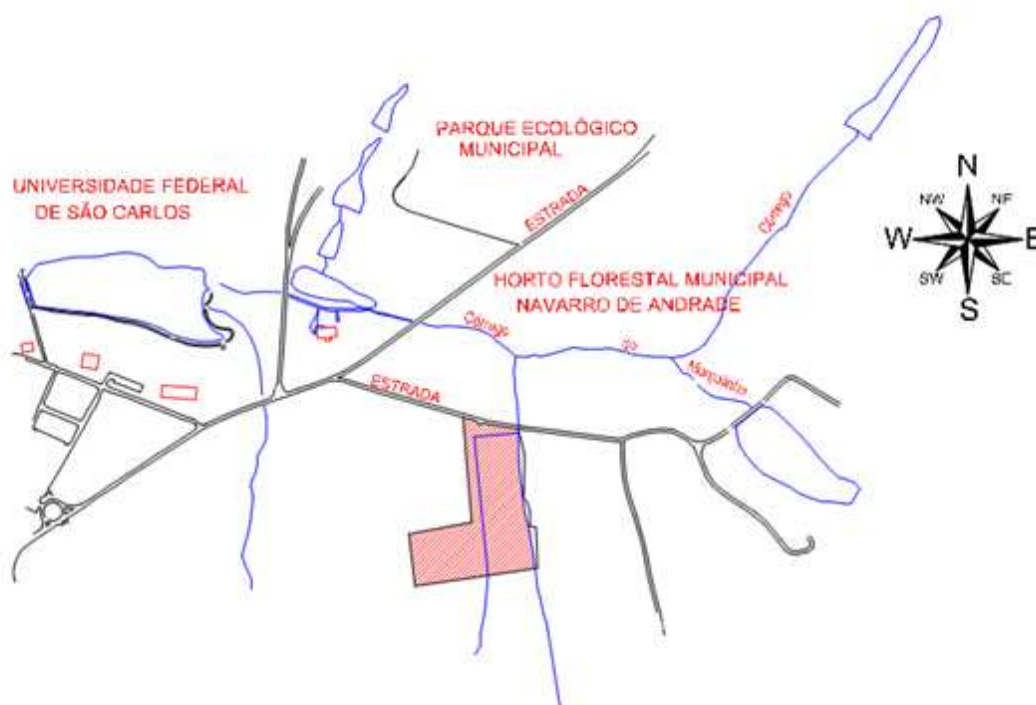 PARQUE ECOLÓGICO
MUNICIPAL
UNIVERSIDADE FEDERAL
DE SÃO CARLOS
ESTRADA
Córrego
N
NW
NE
W
E
SW
SE
S
HORTO FLORESTAL MUNICIPAL
NAVARRO DE ANDRADE
Córrego
do
ESTRADA